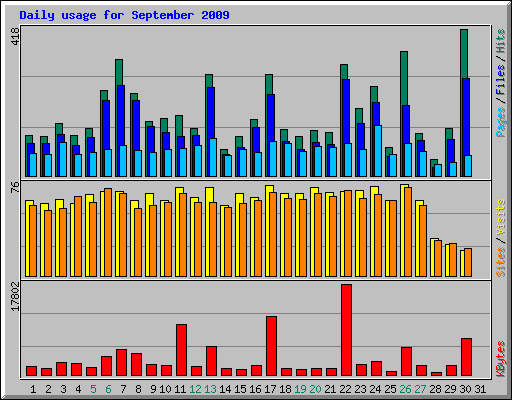 Daily usage for September 2009
418
Pages / Files / Hits
76
Sites / Visits
17802
KBytes
1 2 3 4 5 6 7 8 9 10 11 12 13 14 15 16 17 18 19 20 21 22 23 24 25 26 27 28 29 30 31